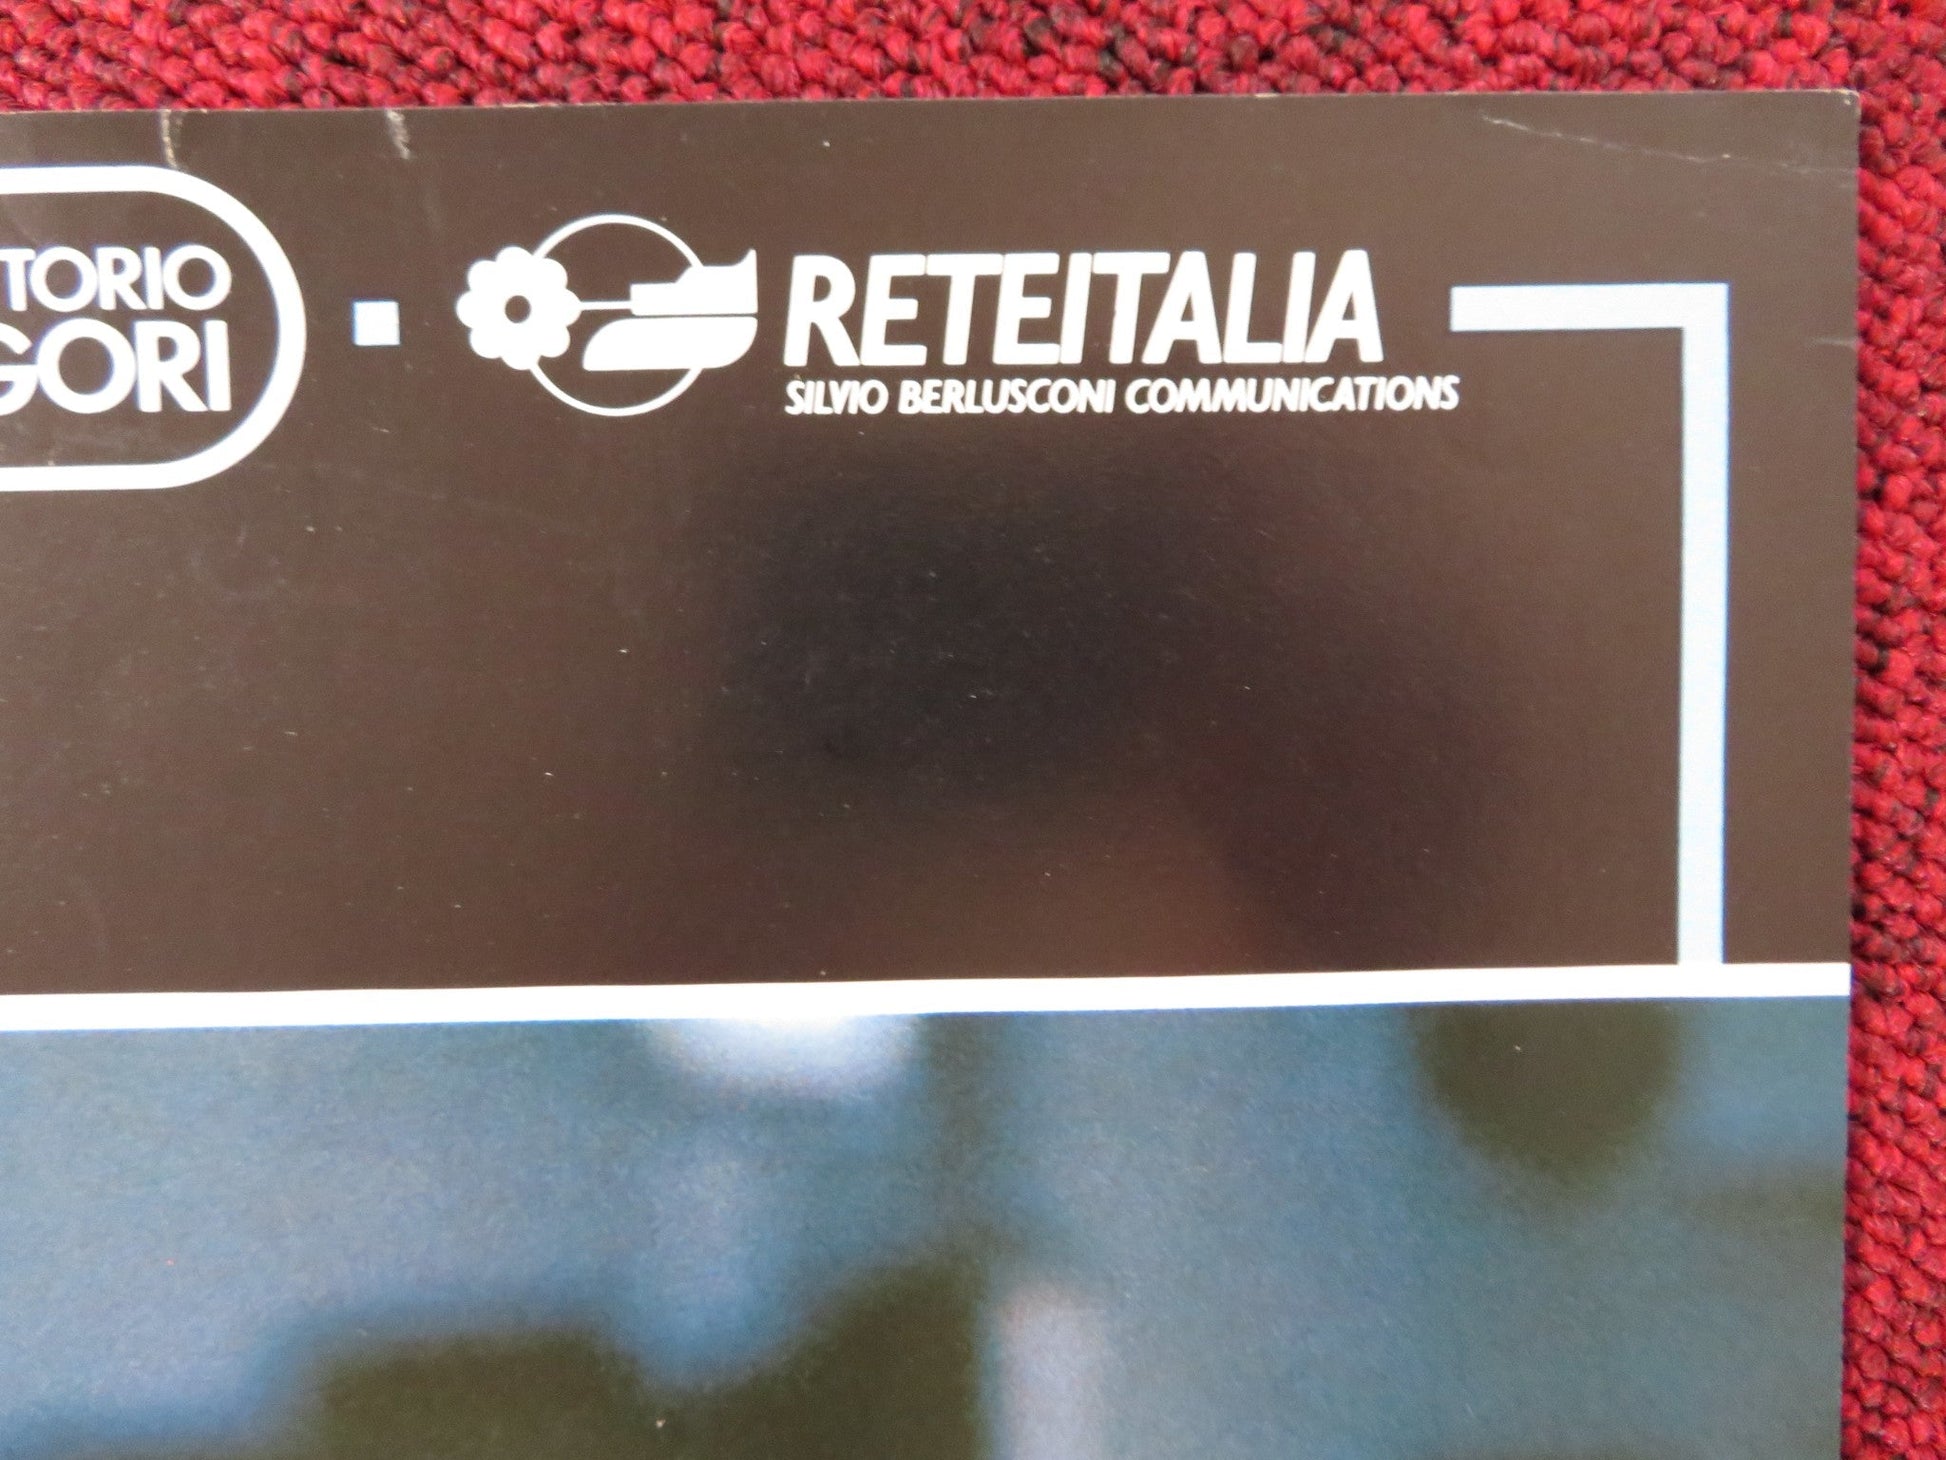 TORIO
GORI
RETEITALIA
SILVIO BERLUSCONI COMMUNICATIONS